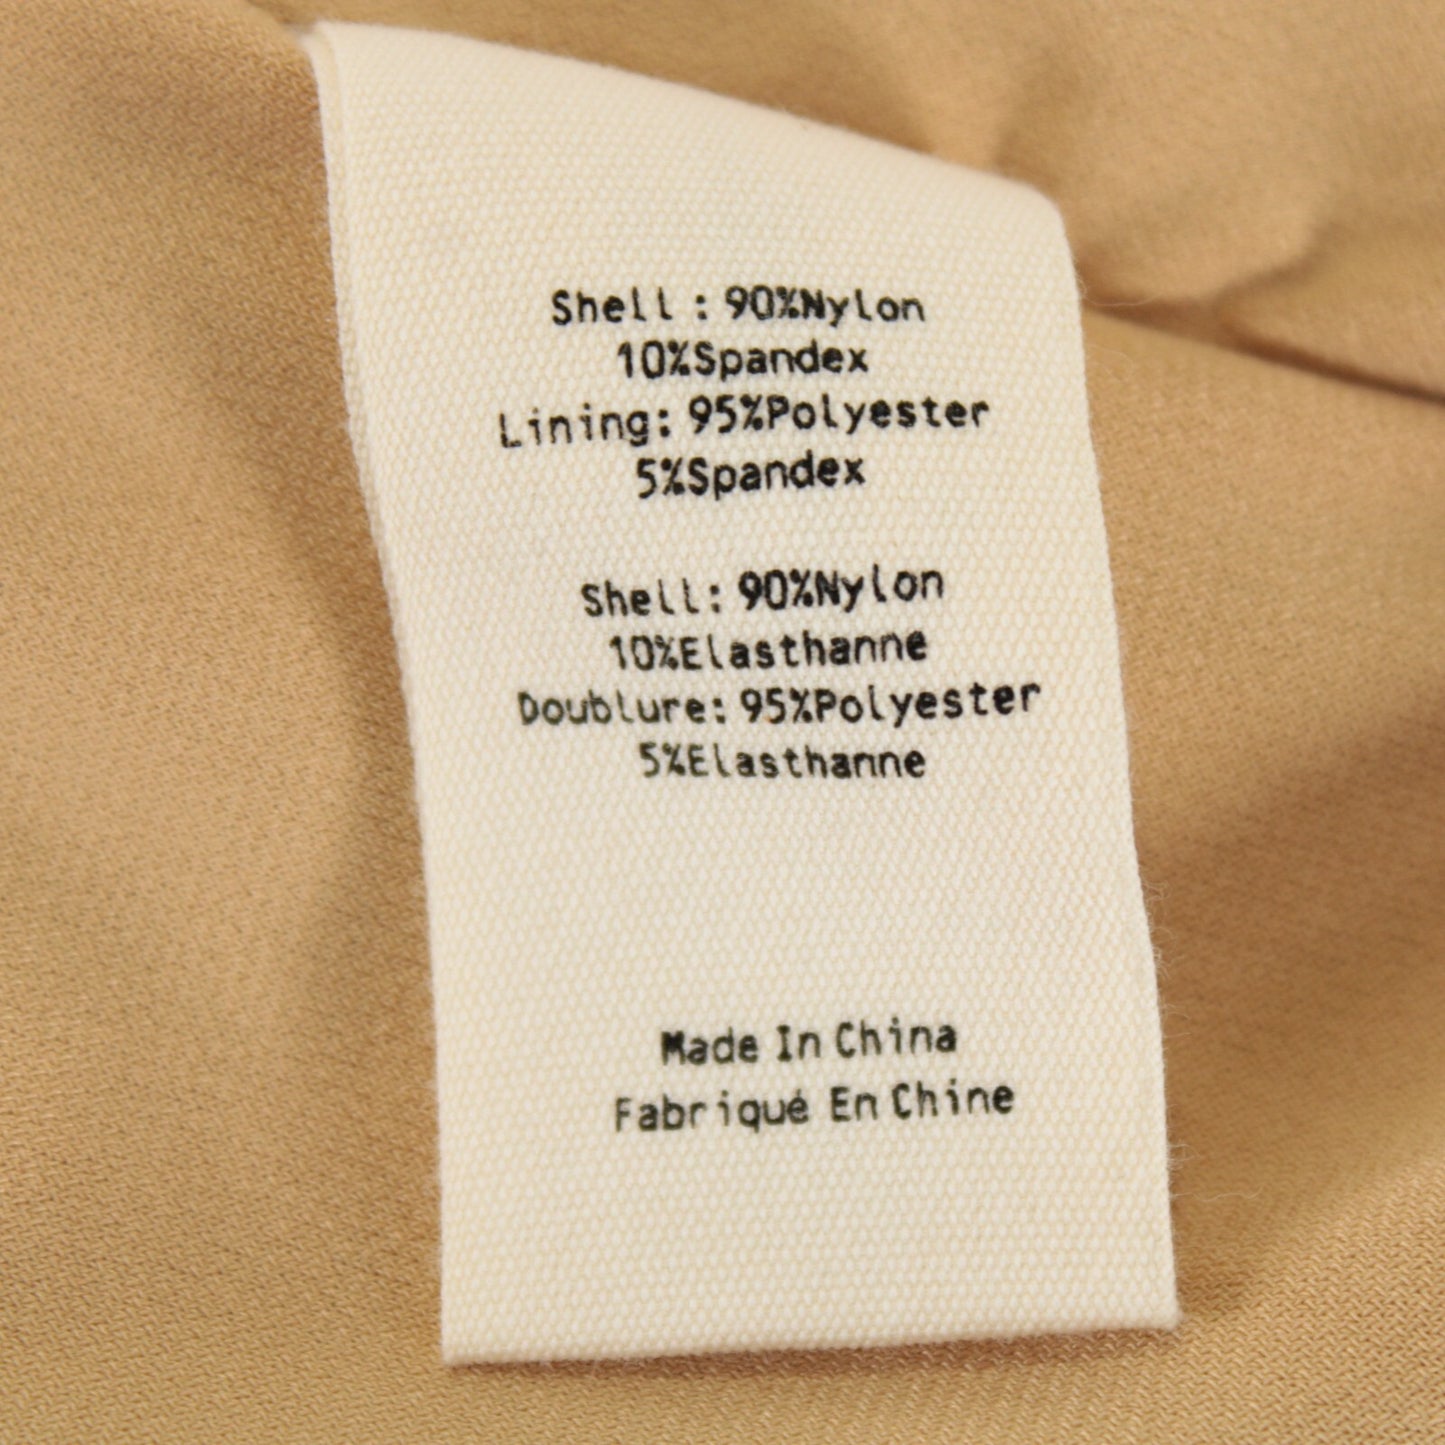 Shell : 90%Nylon
10%Spandex
Lining: 95%Polyester
5%Spandex
Shell: 90%Nylon
10%Elasthanne
Doublure: 95%Polyester
5%Elasthanne
Made In China
Fabriqué En Chine